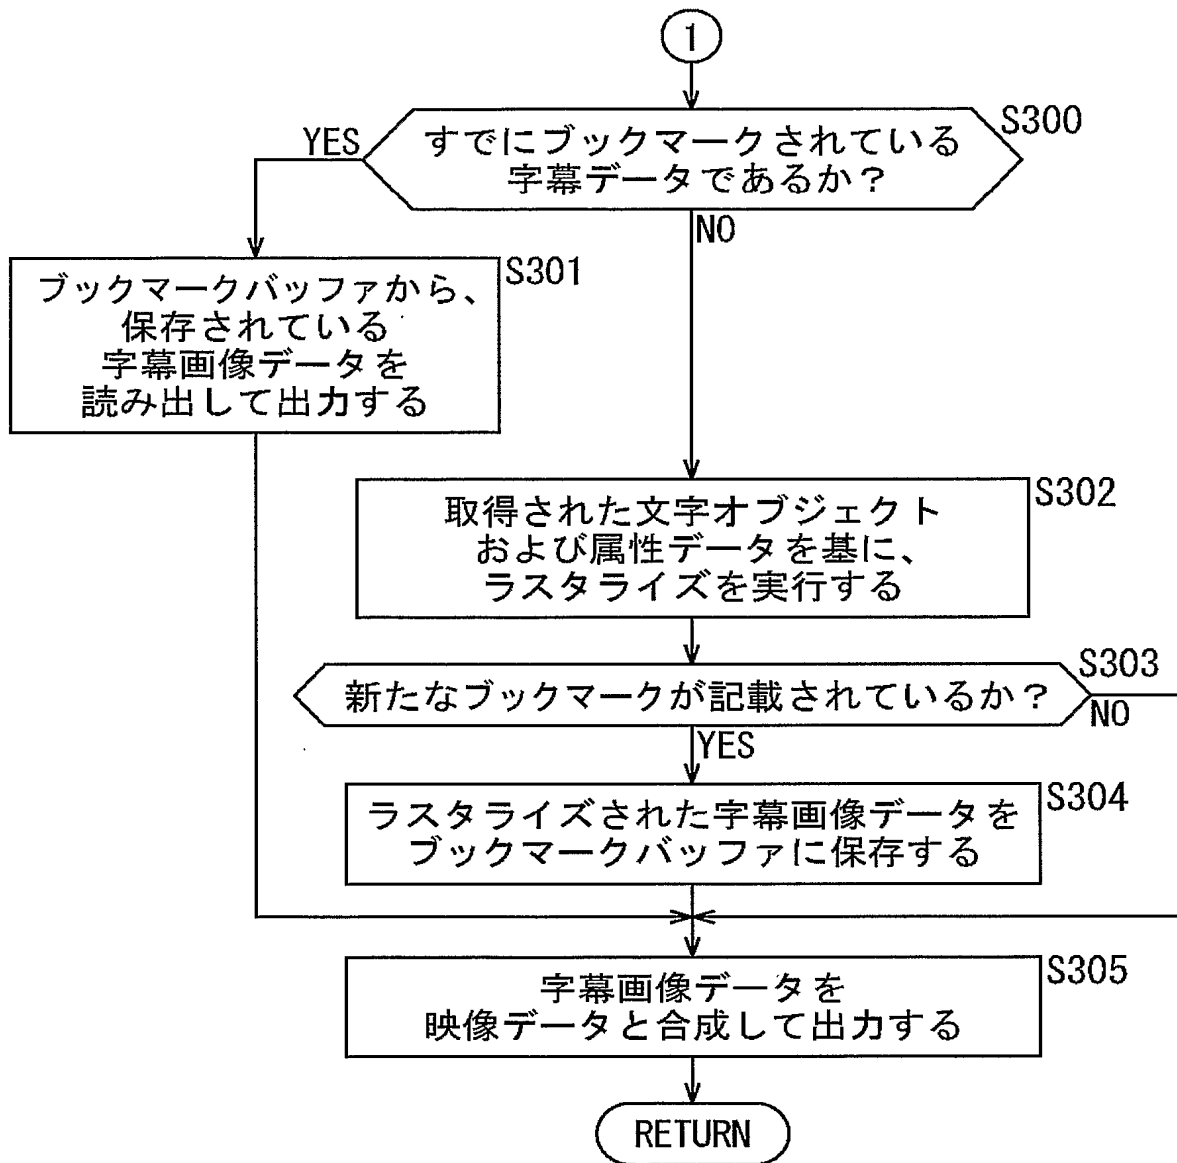 1
すでにブックマークされている
字幕データであるか？
S300
YES
NO
ブックマークバッファから、
保存されている
字幕画像データを
読み出して出力する
S301
取得された文字オブジェクト
および属性データを基に、
ラスタライズを実行する
S302
新たなブックマークが記載されているか？
S303
NO
YES
ラスタライズされた字幕画像データを
ブックマークバッファに保存する
S304
字幕画像データを
映像データと合成して出力する
S305
RETURN